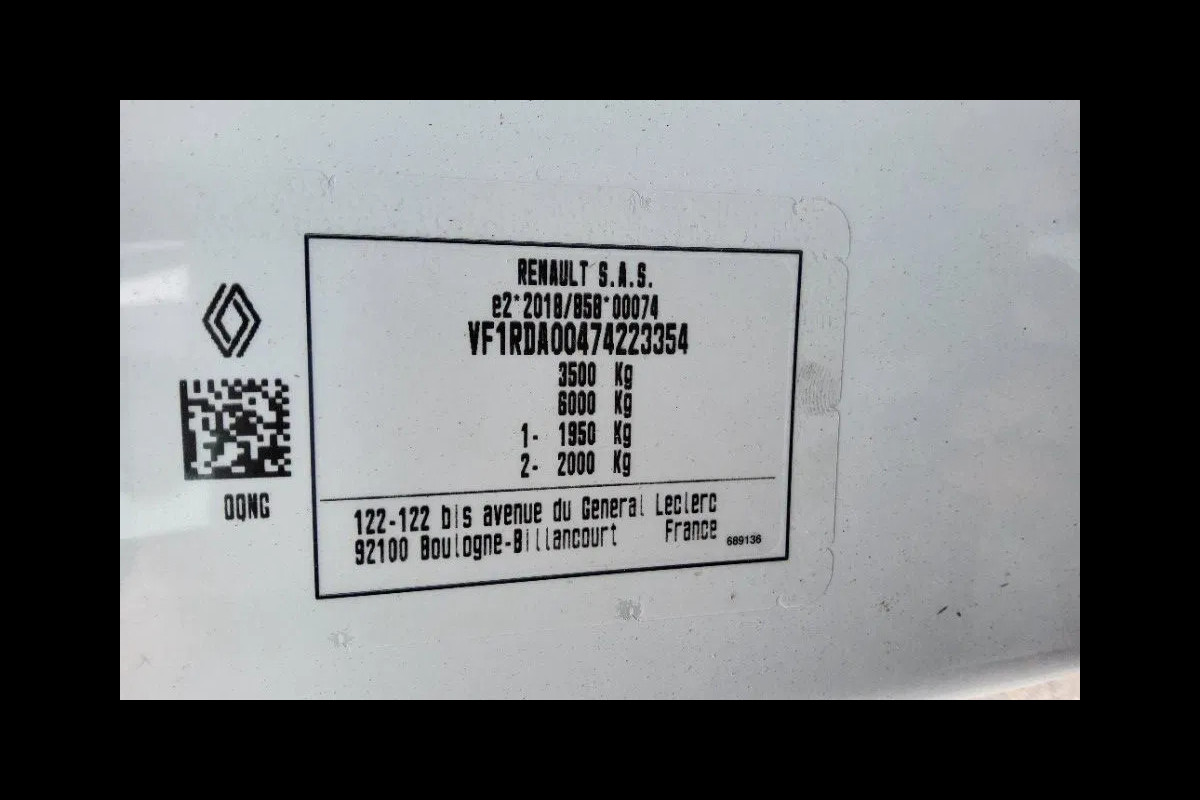 RENAULT S.A.S.
e2*2018/858*00074
VF1RDA00474223354
3500 Kg
6000 Kg
1- 1950 Kg
2- 2000 Kg
OQNG
122-122 bis avenue du General Leclerc
92100 Boulogne-Billancourt France
689136